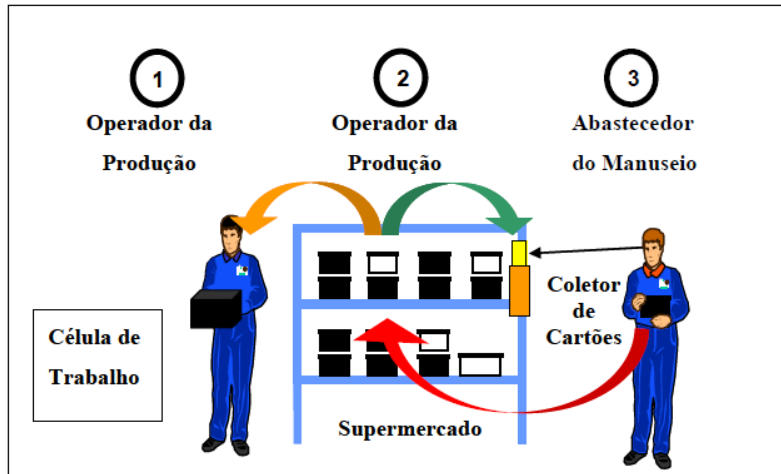 1
2
3
Operador da
Produção
Operador da
Produção
Abastecedor
do Manuseio
Coletor
de
Cartões
Célula de
Trabalho
Supermercado